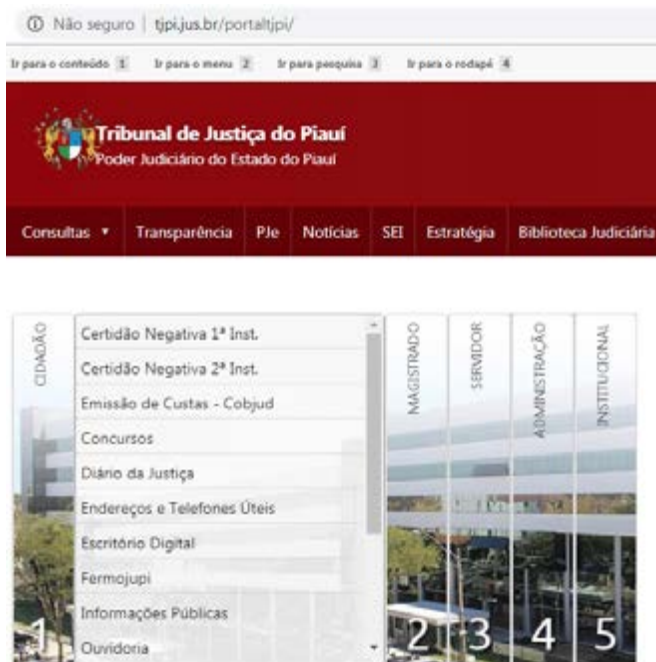 Não seguro | tjpi.jus.br/portaltjpi/
Ir para o conteúdo 1 Ir para o menu 2 Ir para pesquisa 3 Ir para o rodapé 4
Tribunal de Justiça do Piauí
Poder Judiciário do Estado do Piauí
Consultas ▼ Transparência PJe Notícias SEI Estratégia Biblioteca Judiciária
CIDADÃO
1
Certidão Negativa 1ª Inst.
Certidão Negativa 2ª Inst.
Emissão de Custas - Cobjud
Concursos
Diário da Justiça
Endereços e Telefones Úteis
Escritório Digital
Fermojupi
Informações Públicas
Ouvidoria
MAGISTRADO
2
SERVIDOR
3
ADMINISTRAÇÃO
4
INSTITUCIONAL
5